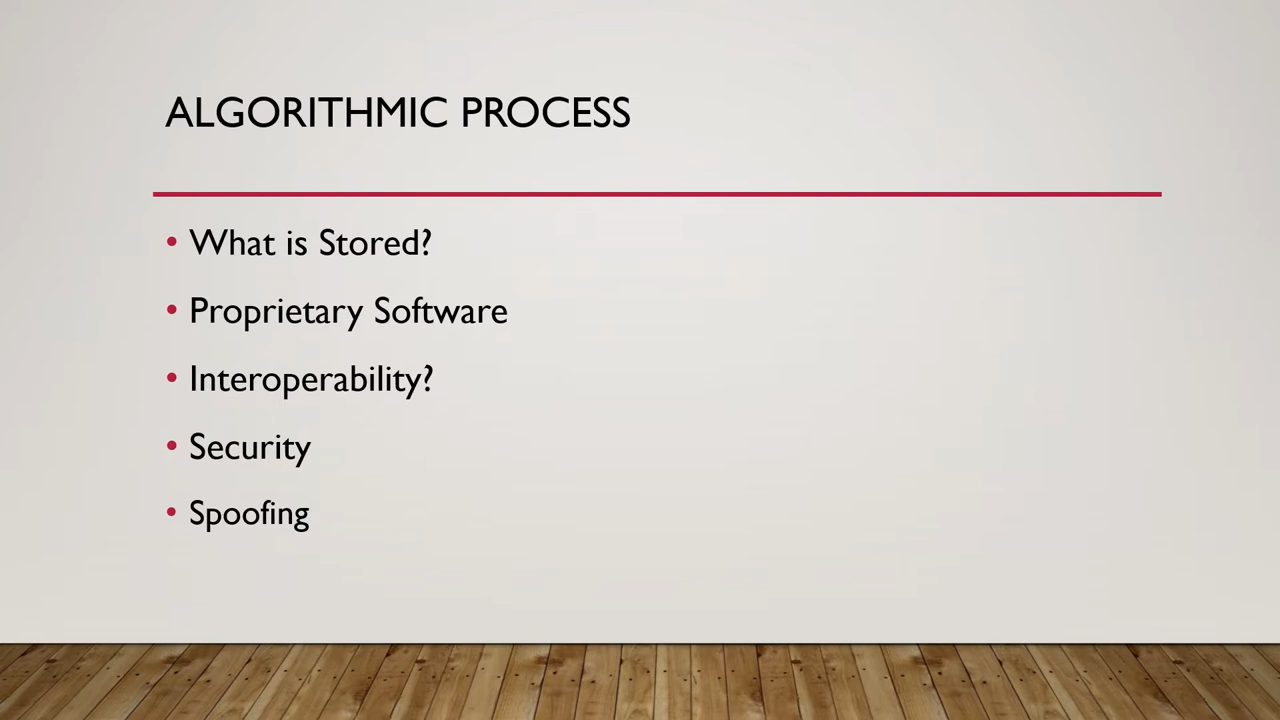 ALGORITHMIC PROCESS
• What is Stored?
• Proprietary Software
• Interoperability?
• Security
• Spoofing